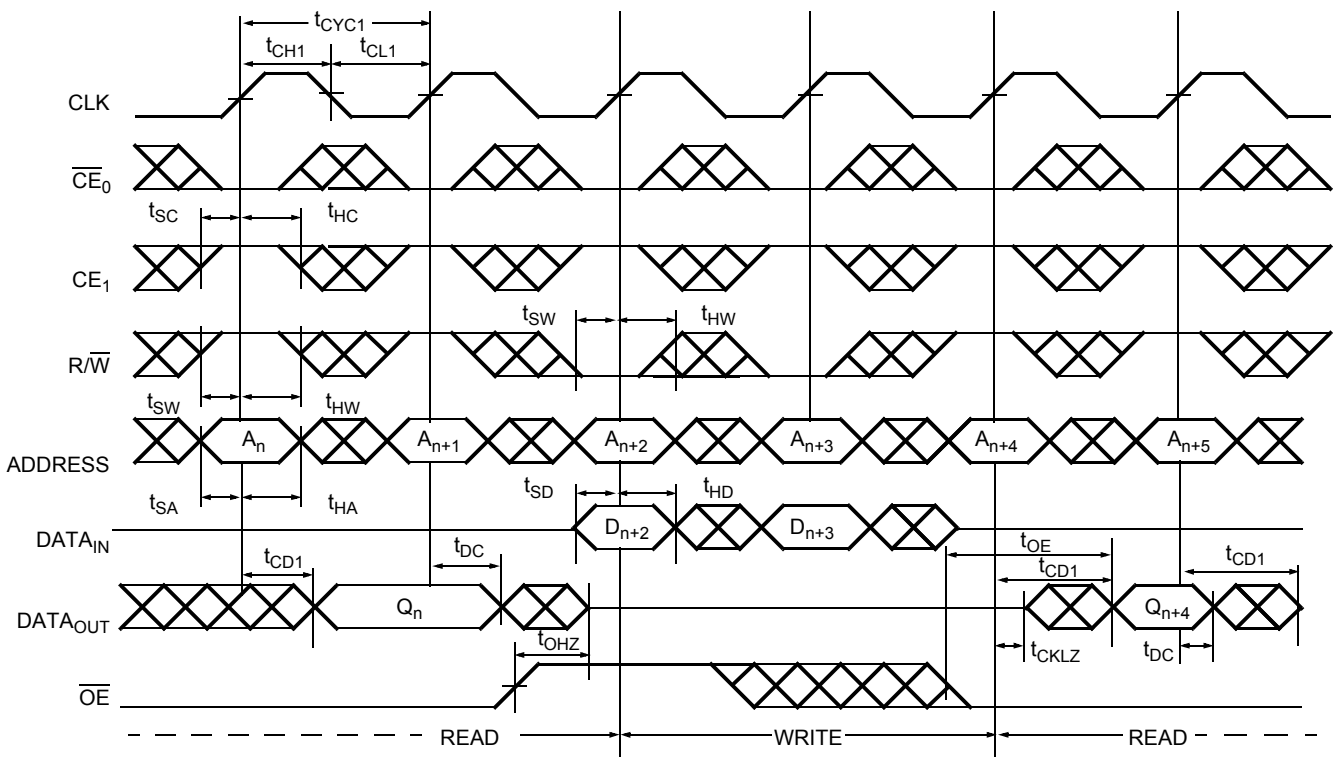 tCYC1
tCH1 tCL1
CLK
CE0
tSC tHC
CE1
tSW tHW
R/W
tSW tHW
An An+1 An+2 An+3 An+4 An+5
ADDRESS
tSA tHA tSD tHD
DATAIN Dn+2 Dn+3
tOE
tCD1 tDC tCD1 tCD1
DATAOUT Qn Qn+4
tOHZ tCKLZ tDC
OE
READ WRITE READ